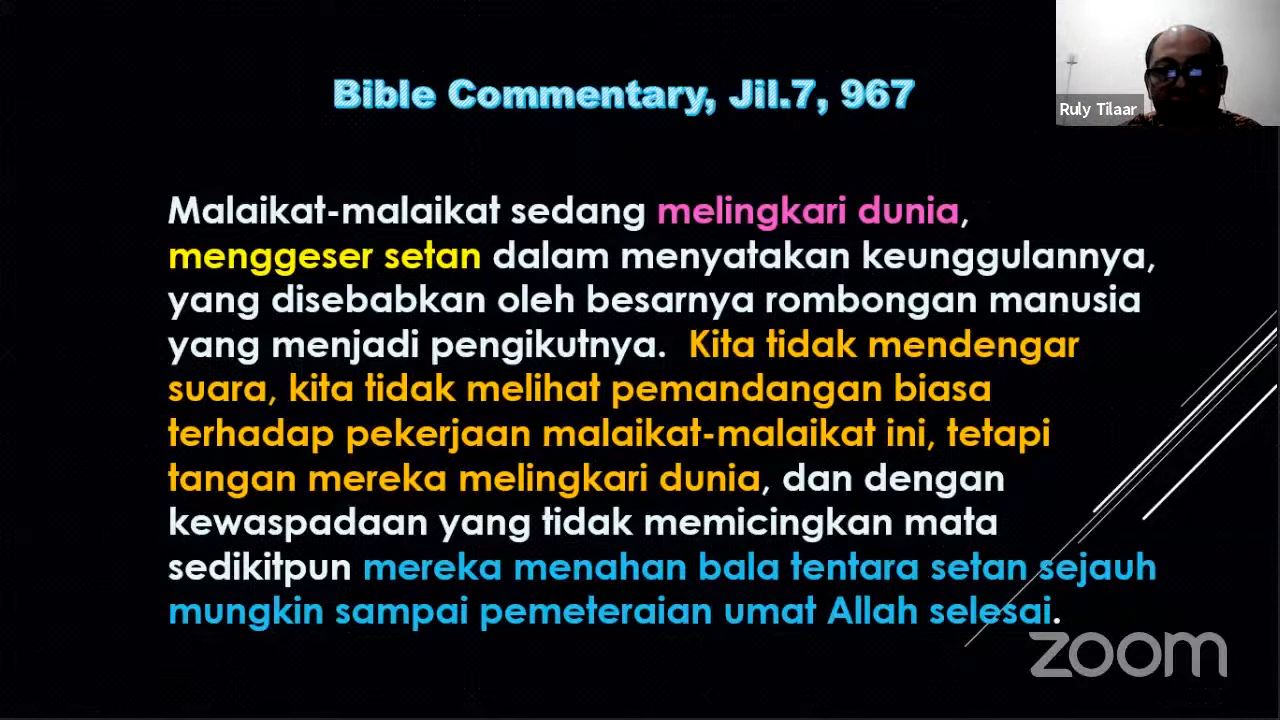 Bible Commentary, Jil.7, 967
Ruly Tilaar
Malaikat-malaikat sedang melingkari dunia,
menggeser setan dalam menyatakan keunggulannya,
yang disebabkan oleh besarnya rombongan manusia
yang menjadi pengikutnya. Kita tidak mendengar
suara, kita tidak melihat pemandangan biasa
terhadap pekerjaan malaikat-malaikat ini, tetapi
tangan mereka melingkari dunia, dan dengan
kewaspadaan yang tidak memicingkan mata
sedikitpun mereka menahan bala tentara setan sejauh
mungkin sampai pemeteraian umat Allah selesai.
zoom